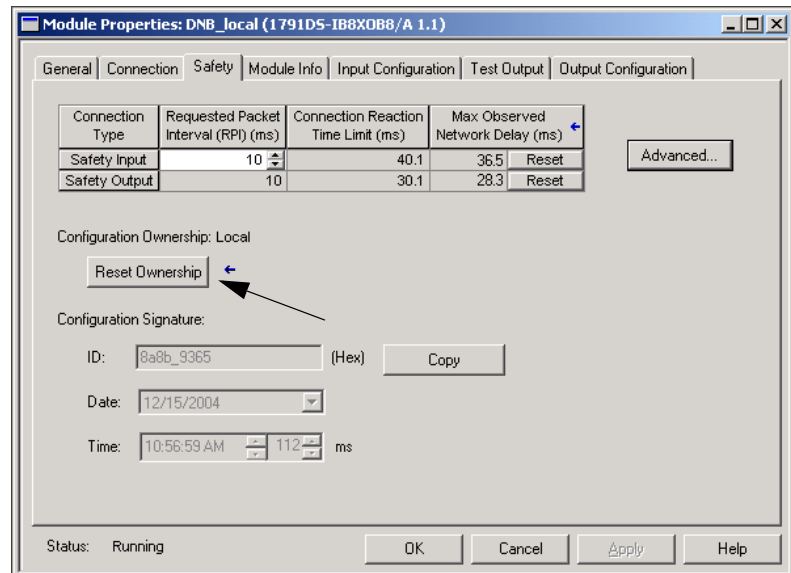 Module Properties: DNB_local (1791DS-IB8XOB8/A 1.1)
General Connection Safety Module Info Input Configuration Test Output Output Configuration
Connection Type Requested Packet Interval (RPI) (ms) Connection Reaction Time Limit (ms) Max Observed Network Delay (ms)
Safety Input 10 40.1 36.5 Reset
Safety Output 10 30.1 28.3 Reset
Advanced...
Configuration Ownership: Local
Reset Ownership
Configuration Signature:
ID: 8a8b_9365 (Hex) Copy
Date: 12/15/2004
Time: 10:56:59 AM 112 ms
Status: Running OK Cancel Apply Help